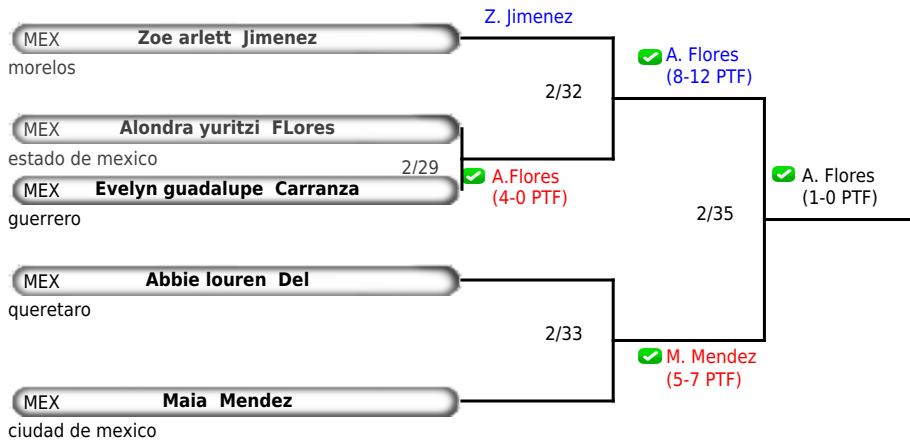 Z. Jimenez
MEX Zoe arlett Jimenez
morelos
A. Flores
(8-12 PTF)
2/32
MEX Alondra yuritzi FLores
estado de mexico
2/29
A.Flores
(4-0 PTF)
MEX Evelyn guadalupe Carranza
guerrero
A. Flores
(1-0 PTF)
2/35
MEX Abbie louren Del
queretaro
2/33
M. Mendez
(5-7 PTF)
MEX Maia Mendez
ciudad de mexico